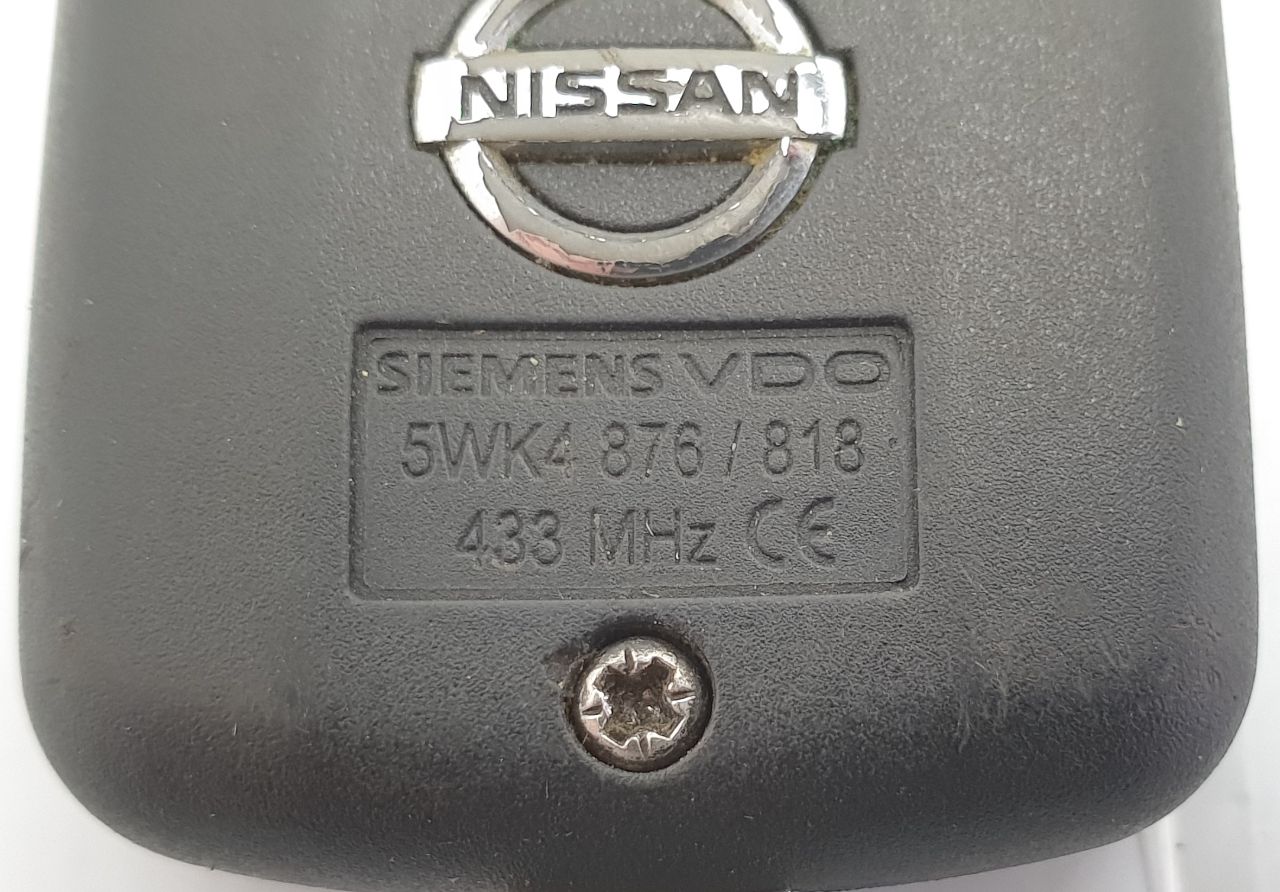 NISSAN
SIEMENS VDO
5WK4 876 / 818
433 MHz CE